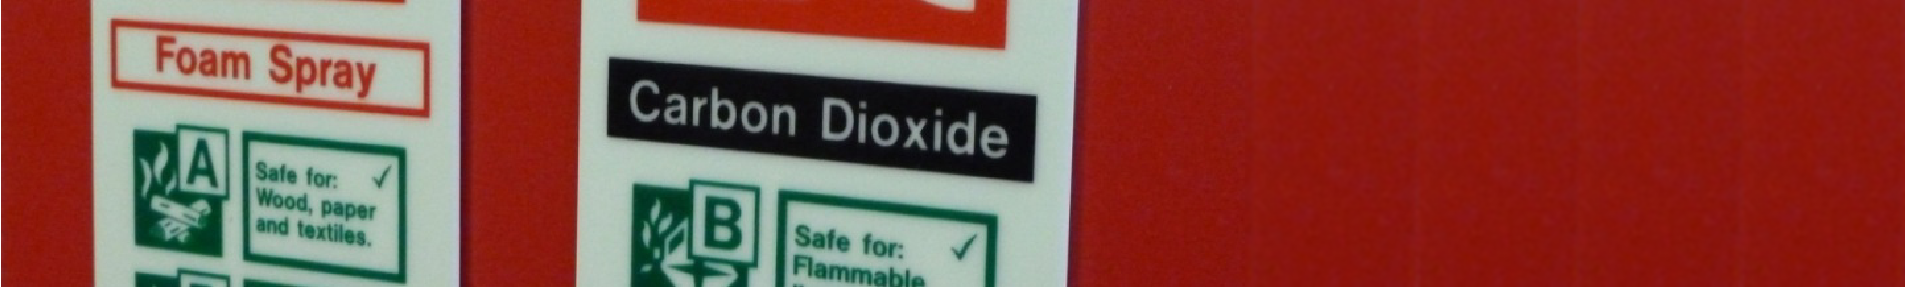 Foam Spray
A
Safe for: ✓
Wood, paper
and textiles.
Carbon Dioxide
B
Safe for: ✓
Flammable